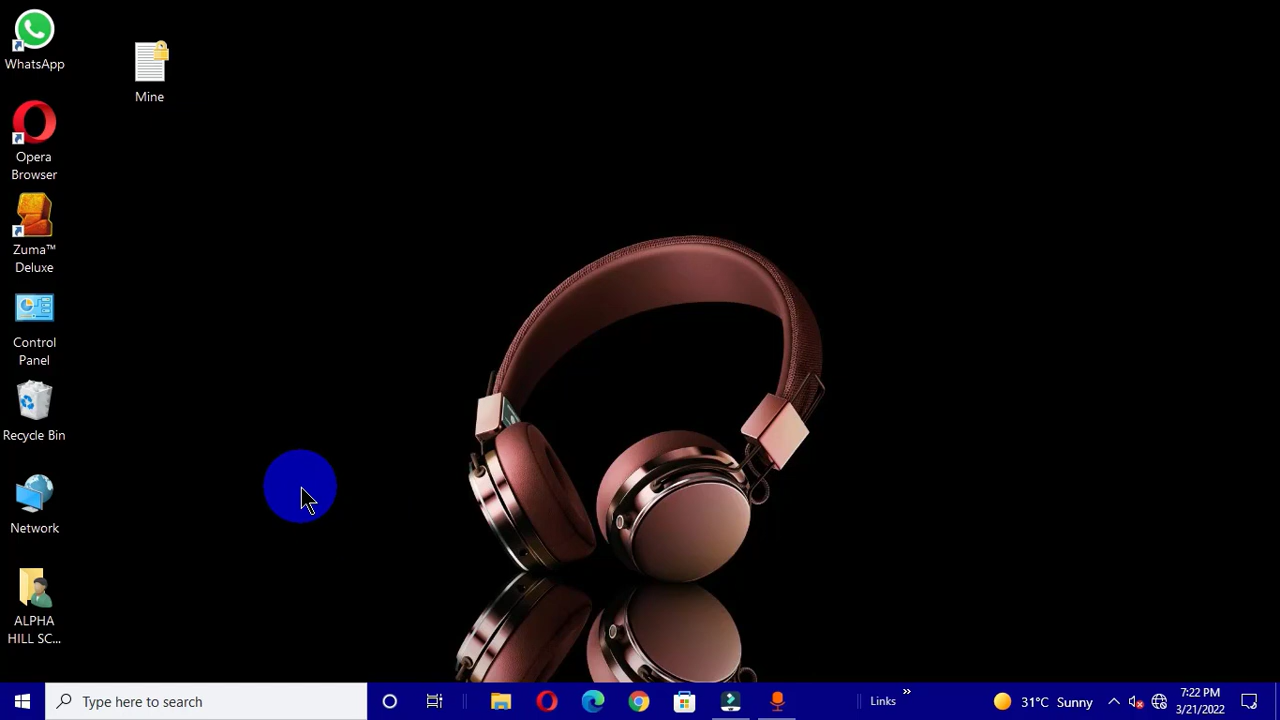 WhatsApp
Mine
Opera
Browser
Zuma™
Deluxe
Control
Panel
Recycle Bin
Network
ALPHA
HILL SC...
Type here to search
Links
»
31°C Sunny
7:22 PM
3/21/2022